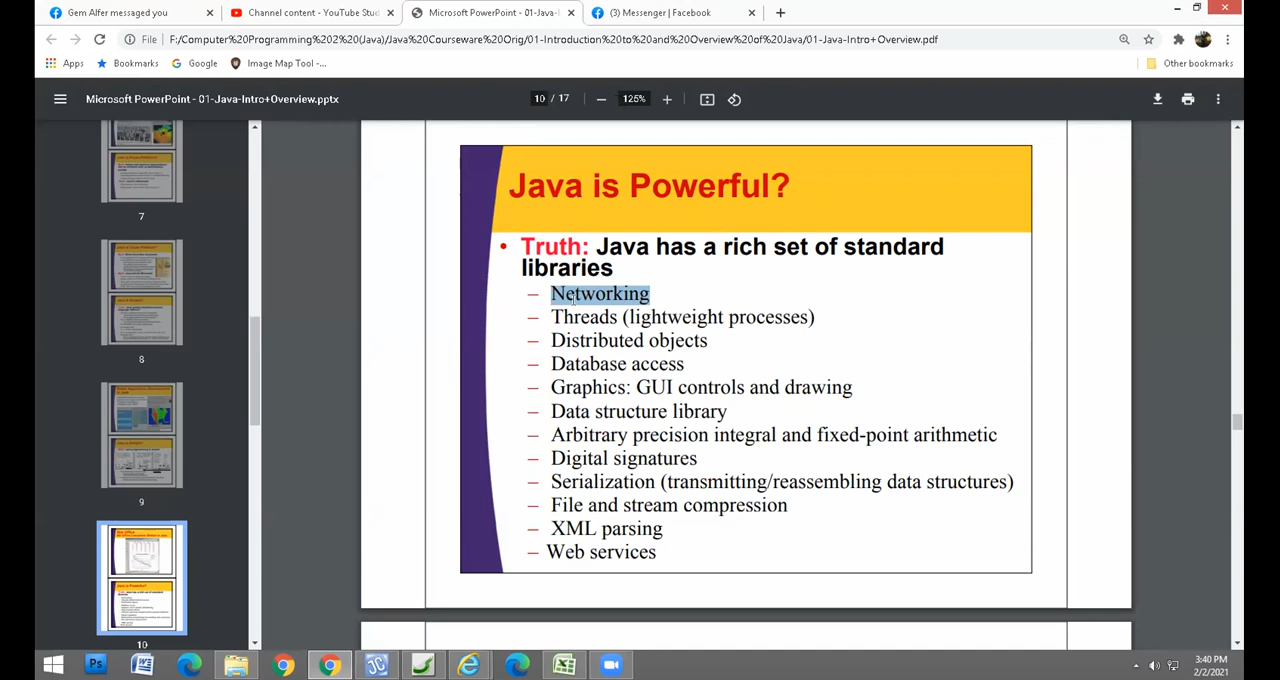 Gem Alfer messaged you
Channel content - YouTube Stud
Microsoft PowerPoint - 01-Java-I
(3) Messenger | Facebook
File
F:/Computer%20Programming%202%20(Java)/Java%20Courseware%20Orig/01-Introduction%20to%20and%20Overview%20of%20Java/01-Java-Intro+Overview.pdf
Apps
Bookmarks
Google
Image Map Tool -...
Other bookmarks
Microsoft PowerPoint - 01-Java-Intro+Overview.pptx
10 / 17
125%
7
8
9
10
Java is Powerful?
• Truth: Java has a rich set of standard
libraries
– Networking
– Threads (lightweight processes)
– Distributed objects
– Database access
– Graphics: GUI controls and drawing
– Data structure library
– Arbitrary precision integral and fixed-point arithmetic
– Digital signatures
– Serialization (transmitting/reassembling data structures)
– File and stream compression
– XML parsing
– Web services
Ps
3:40 PM
2/2/2021